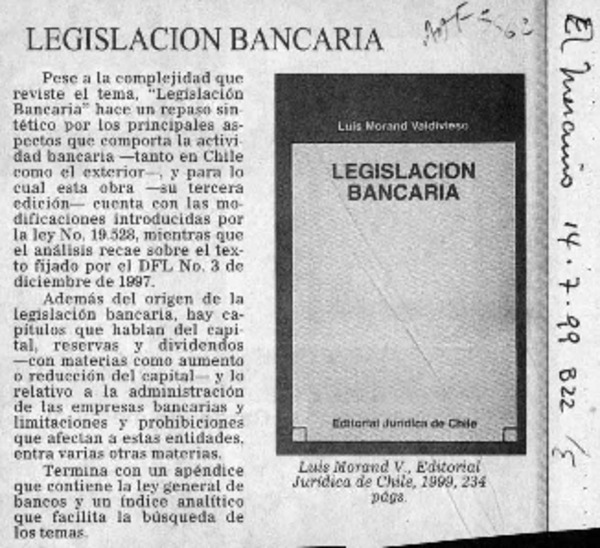 LEGISLACION BANCARIA
Pese a la complejidad que
reviste el tema, "Legislación
Bancaria" hace un repaso sin-
tético por los principales as-
pectos que comporta la activi-
dad bancaria —tanto en Chile
como el exterior—, y para lo
cual esta obra —su tercera
edición— cuenta con las mo-
dificaciones introducidas por
la ley No. 19.528, mientras que
el análisis recae sobre el tex-
to fijado por el DFL No. 3 de
diciembre de 1997.
Además del origen de la
legislación bancaria, hay ca-
pítulos que hablan del capi-
tal, reservas y dividendos
—con materias como aumento
o reducción del capital— y lo
relativo a la administración
de las empresas bancarias y
limitaciones y prohibiciones
que afectan a estas entidades,
entra varias otras materias.
Termina con un apéndice
que contiene la ley general de
bancos y un índice analítico
que facilita la búsqueda de
los temas.
Luis Morand Valdivieso
LEGISLACION
BANCARIA
Editorial Jurídica de Chile
Luis Morand V., Editorial
Jurídica de Chile, 1999, 234
págs.
El Mercurio 14.7.99 B22